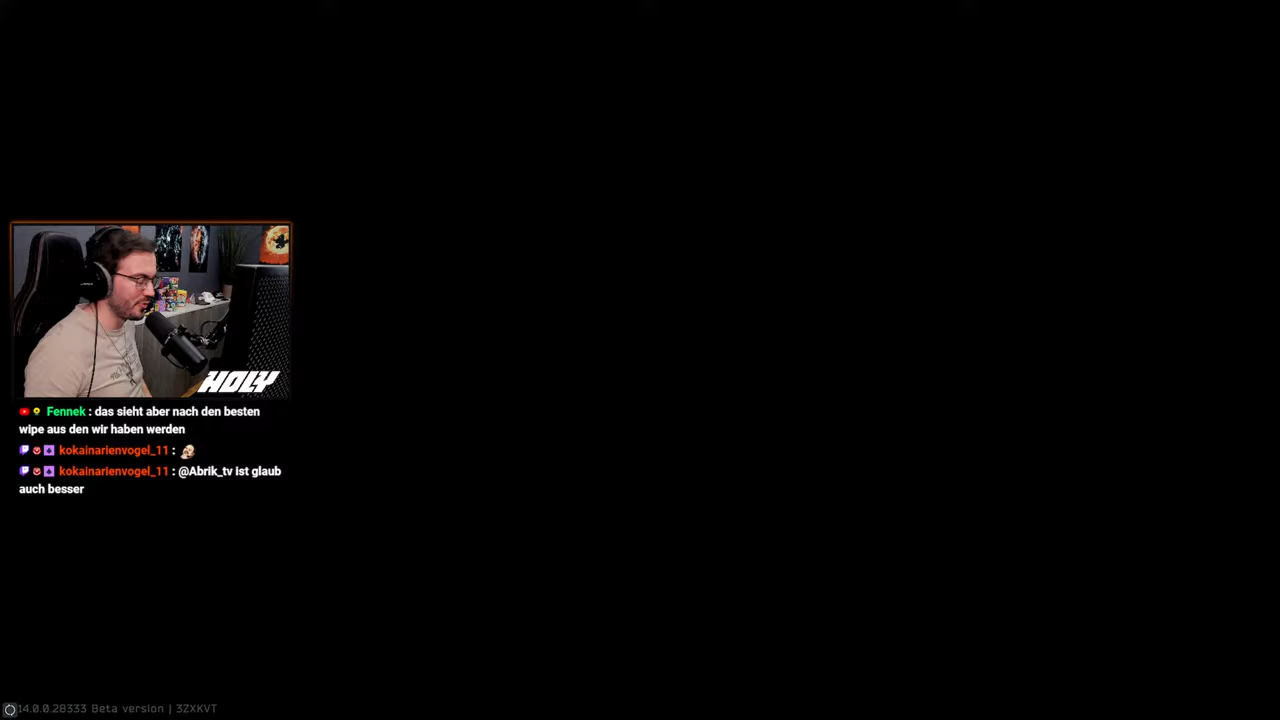 HOLY
Fennek : das sieht aber nach den besten
wipe aus den wir haben werden
kokainarienvogel_11 :
kokainarienvogel_11 : @Abrik_tv ist glaub
auch besser
14.0.0.28333 Beta version | 3ZXKVT